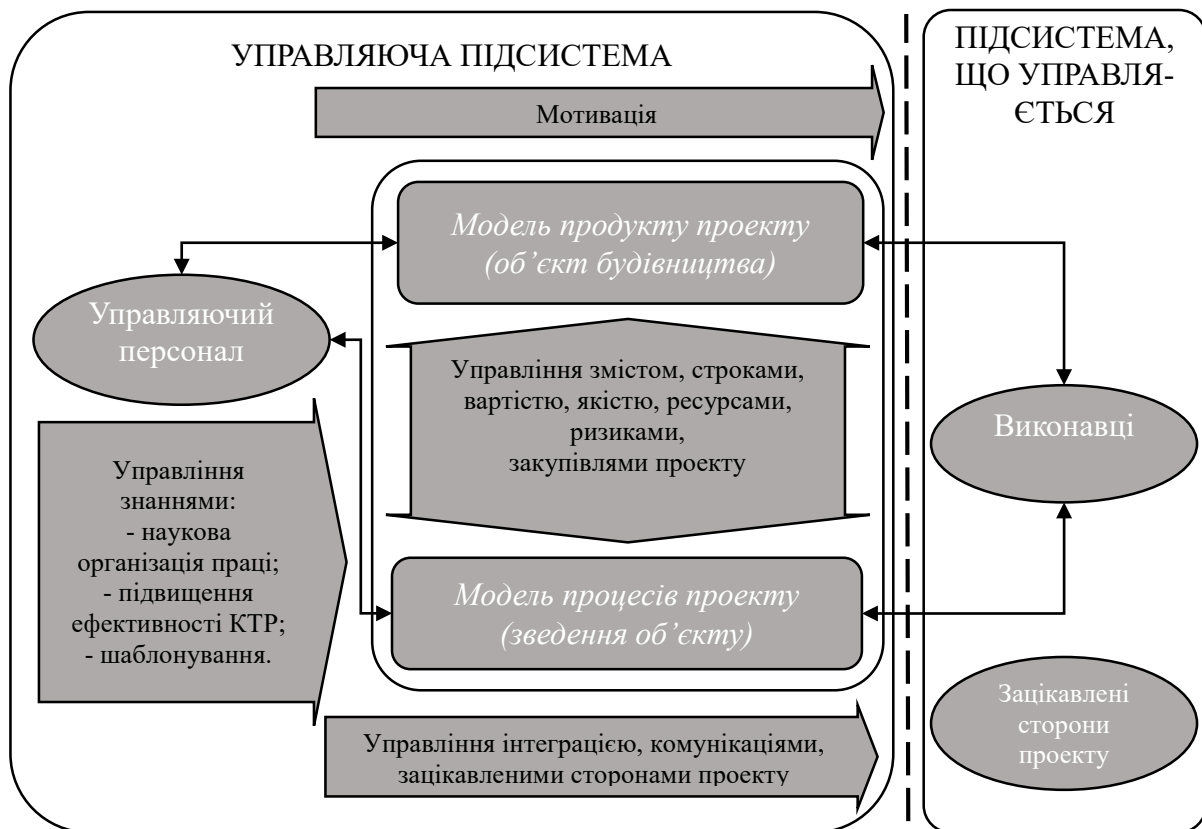 УПРАВЛЯЮЧА ПІДСИСТЕМА
Мотивація
Модель продукту проекту
(об’єкт будівництва)
Управляючий
персонал
Управління змістом, строками,
вартістю, якістю, ресурсами,
ризиками,
закупівлями проекту
Управління
знаннями:
- наукова
організація праці;
- підвищення
ефективності КТР;
- шаблонування.
Модель процесів проекту
(зведення об’єкту)
Управління інтеграцією, комунікаціями,
зацікавленими сторонами проекту
ПІДСИСТЕМА,
ЩО УПРАВЛЯ-
ЄТЬСЯ
Виконавці
Зацікавлені
сторони
проекту